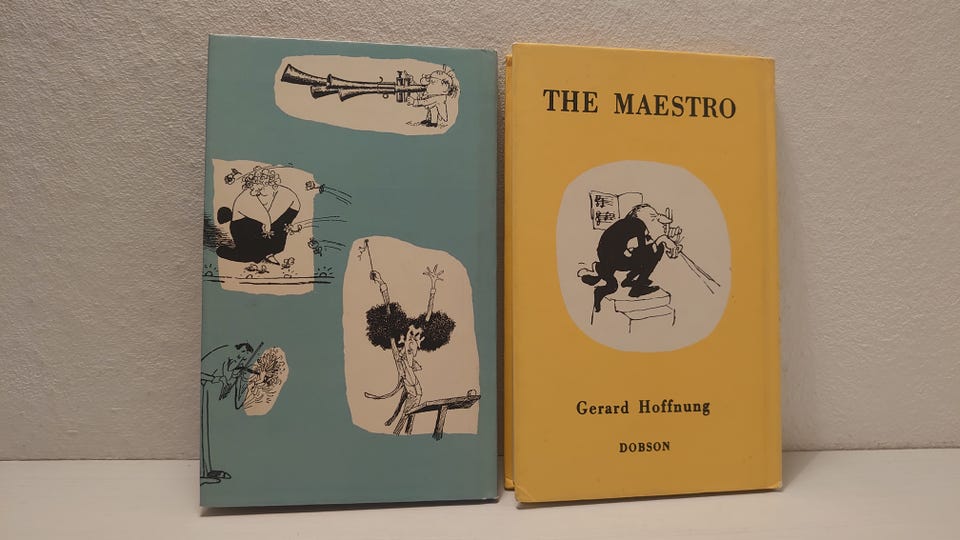 THE MAESTRO
Gerard Hoffnung
DOBSON